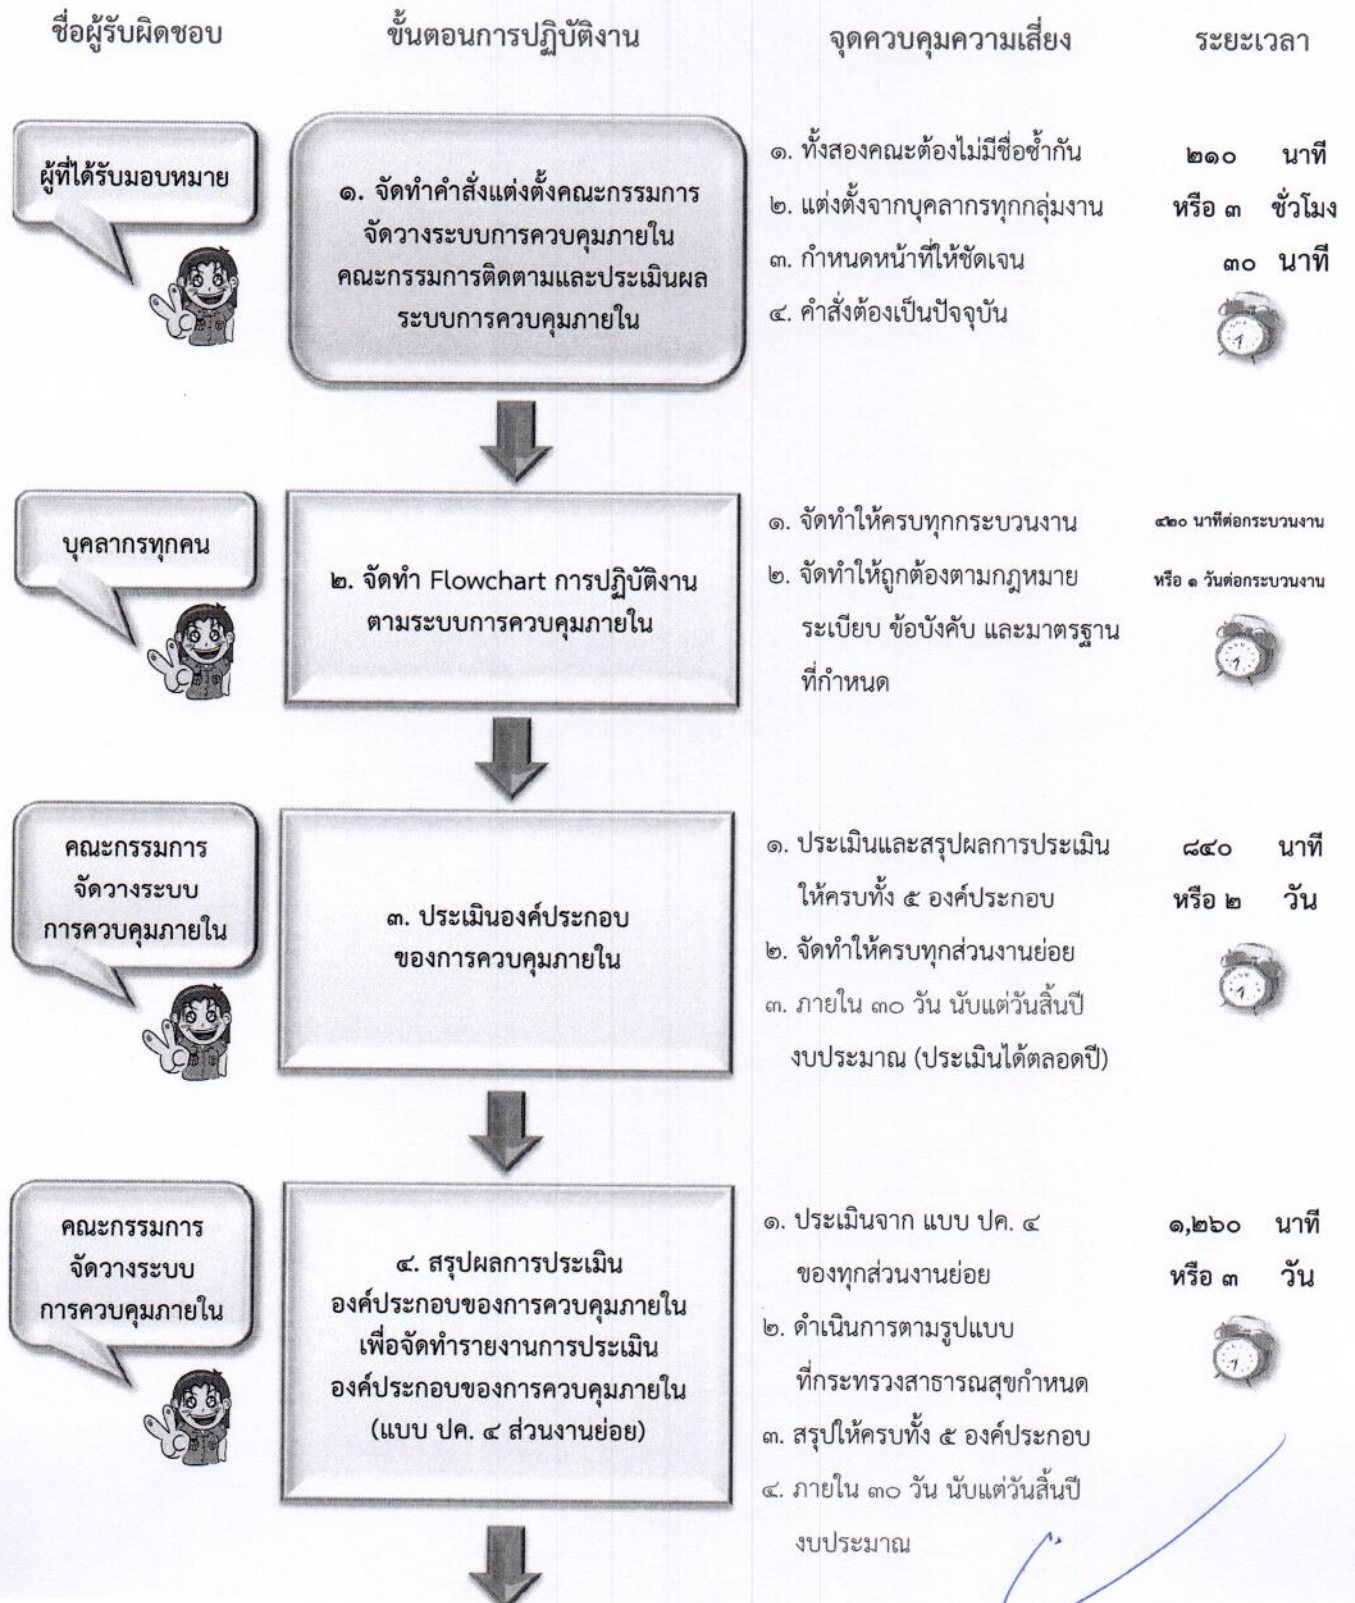 ชื่อผู้รับผิดชอบ
ขั้นตอนการปฏิบัติงาน
จุดควบคุมความเสี่ยง
ระยะเวลา
ผู้ที่ได้รับมอบหมาย
๑. จัดทำคำสั่งแต่งตั้งคณะกรรมการ
จัดวางระบบการควบคุมภายใน
คณะกรรมการติดตามและประเมินผล
ระบบการควบคุมภายใน
๑. ทั้งสองคณะต้องไม่มีชื่อซ้ำกัน
๒. แต่งตั้งจากบุคลากรทุกกลุ่มงาน
๓. กำหนดหน้าที่ให้ชัดเจน
๔. คำสั่งต้องเป็นปัจจุบัน
๒๑๐ นาที
หรือ ๓ ชั่วโมง
๓๐ นาที
บุคลากรทุกคน
๒. จัดทำ Flowchart การปฏิบัติงาน
ตามระบบการควบคุมภายใน
๑. จัดทำให้ครบทุกกระบวนงาน
๒. จัดทำให้ถูกต้องตามกฎหมาย
ระเบียบ ข้อบังคับ และมาตรฐาน
ที่กำหนด
๔๒๐ นาทีต่อกระบวนงาน
หรือ ๑ วันต่อกระบวนงาน
คณะกรรมการ
จัดวางระบบ
การควบคุมภายใน
๓. ประเมินองค์ประกอบ
ของการควบคุมภายใน
๑. ประเมินและสรุปผลการประเมิน
ให้ครบทั้ง ๕ องค์ประกอบ
๒. จัดทำให้ครบทุกส่วนงานย่อย
๓. ภายใน ๓๐ วัน นับแต่วันสิ้นปี
งบประมาณ (ประเมินได้ตลอดปี)
๘๔๐ นาที
หรือ ๒ วัน
คณะกรรมการ
จัดวางระบบ
การควบคุมภายใน
๔. สรุปผลการประเมิน
องค์ประกอบของการควบคุมภายใน
เพื่อจัดทำรายงานการประเมิน
องค์ประกอบของการควบคุมภายใน
(แบบ ปค. ๔ ส่วนงานย่อย)
๑. ประเมินจาก แบบ ปค. ๔
ของทุกส่วนงานย่อย
๒. ดำเนินการตามรูปแบบ
ที่กระทรวงสาธารณสุขกำหนด
๓. สรุปให้ครบทั้ง ๕ องค์ประกอบ
๔. ภายใน ๓๐ วัน นับแต่วันสิ้นปี
งบประมาณ
๑,๒๖๐ นาที
หรือ ๓ วัน